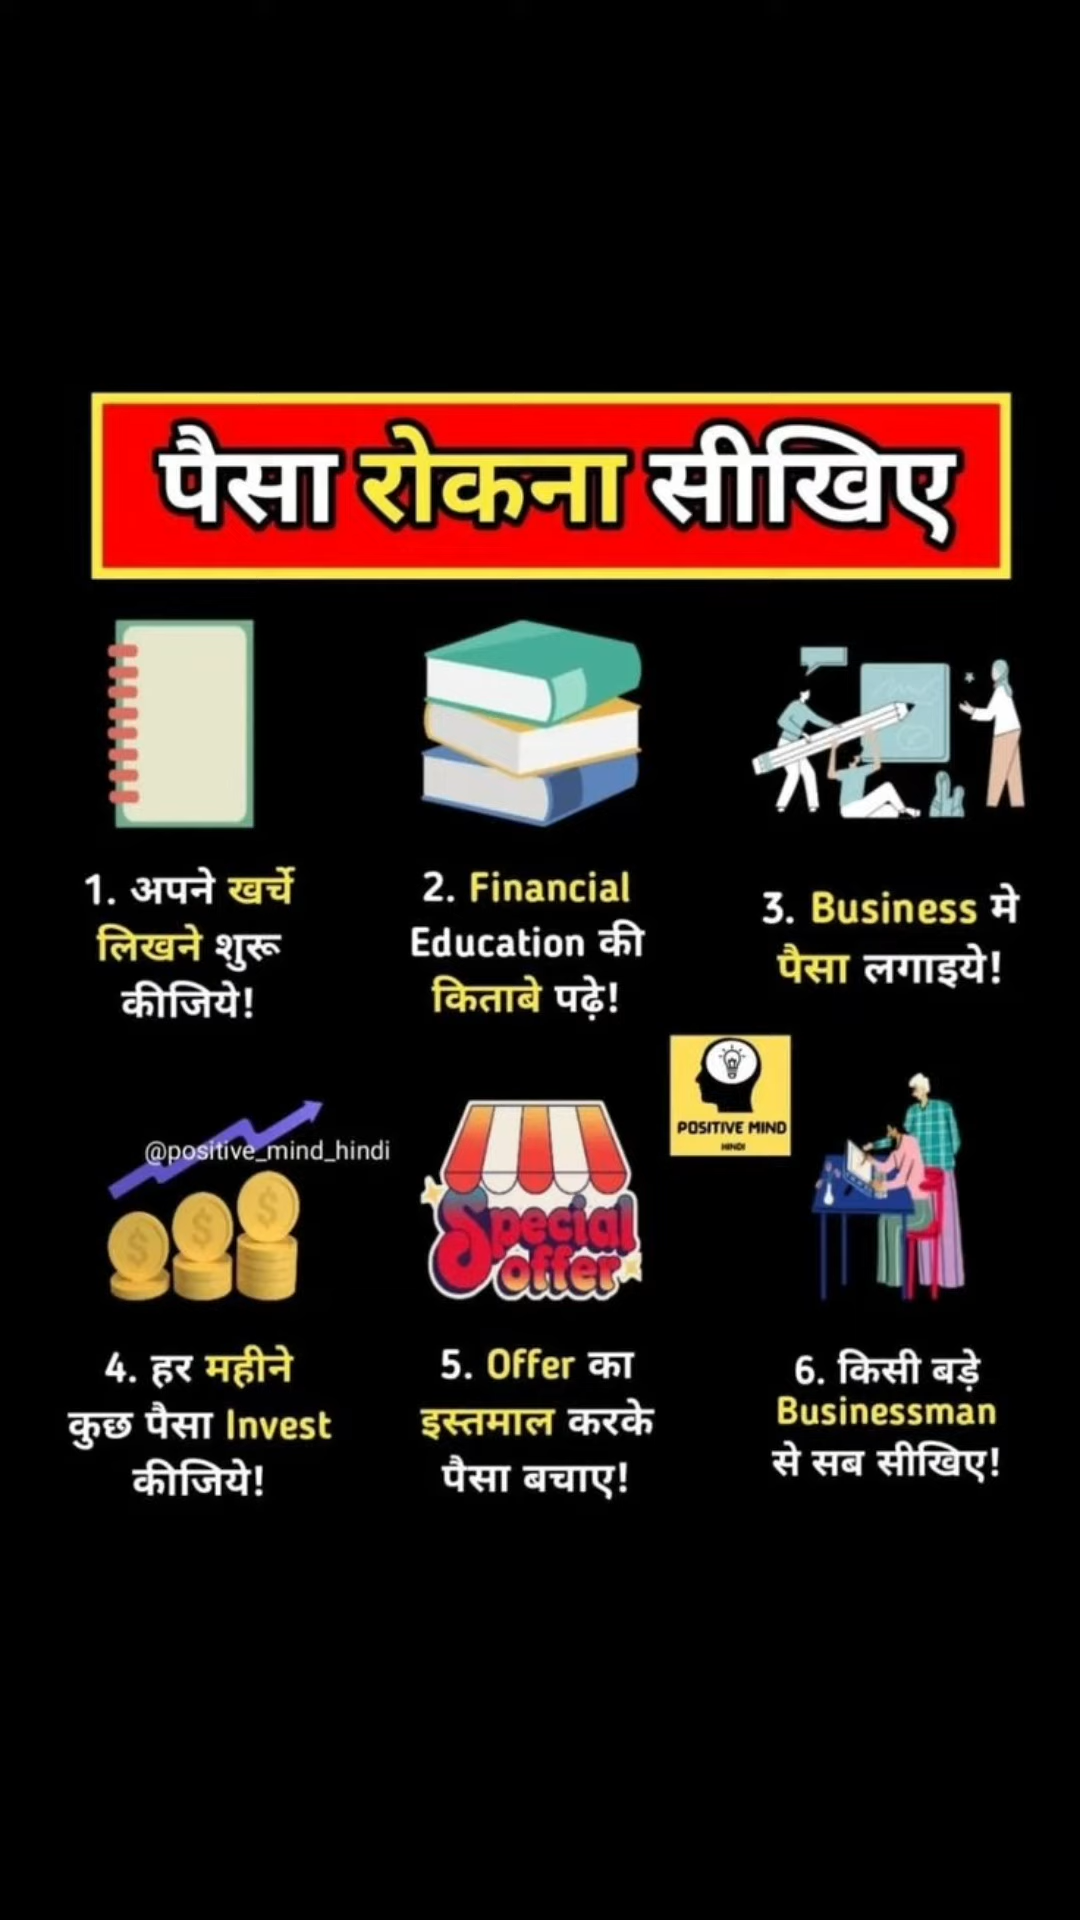 पैसा रोकना सीखिए
1. अपने खर्चे
लिखने शुरू
कीजिये!
2. Financial
Education की
किताबे पढ़े!
3. Business मे
पैसा लगाइये!
POSITIVE MIND
HINDI
@positive_mind_hindi
Special
offer
4. हर महीने
कुछ पैसा Invest
कीजिये!
5. Offer का
इस्तमाल करके
पैसा बचाए!
6. किसी बड़े
Businessman
से सब सीखिए!